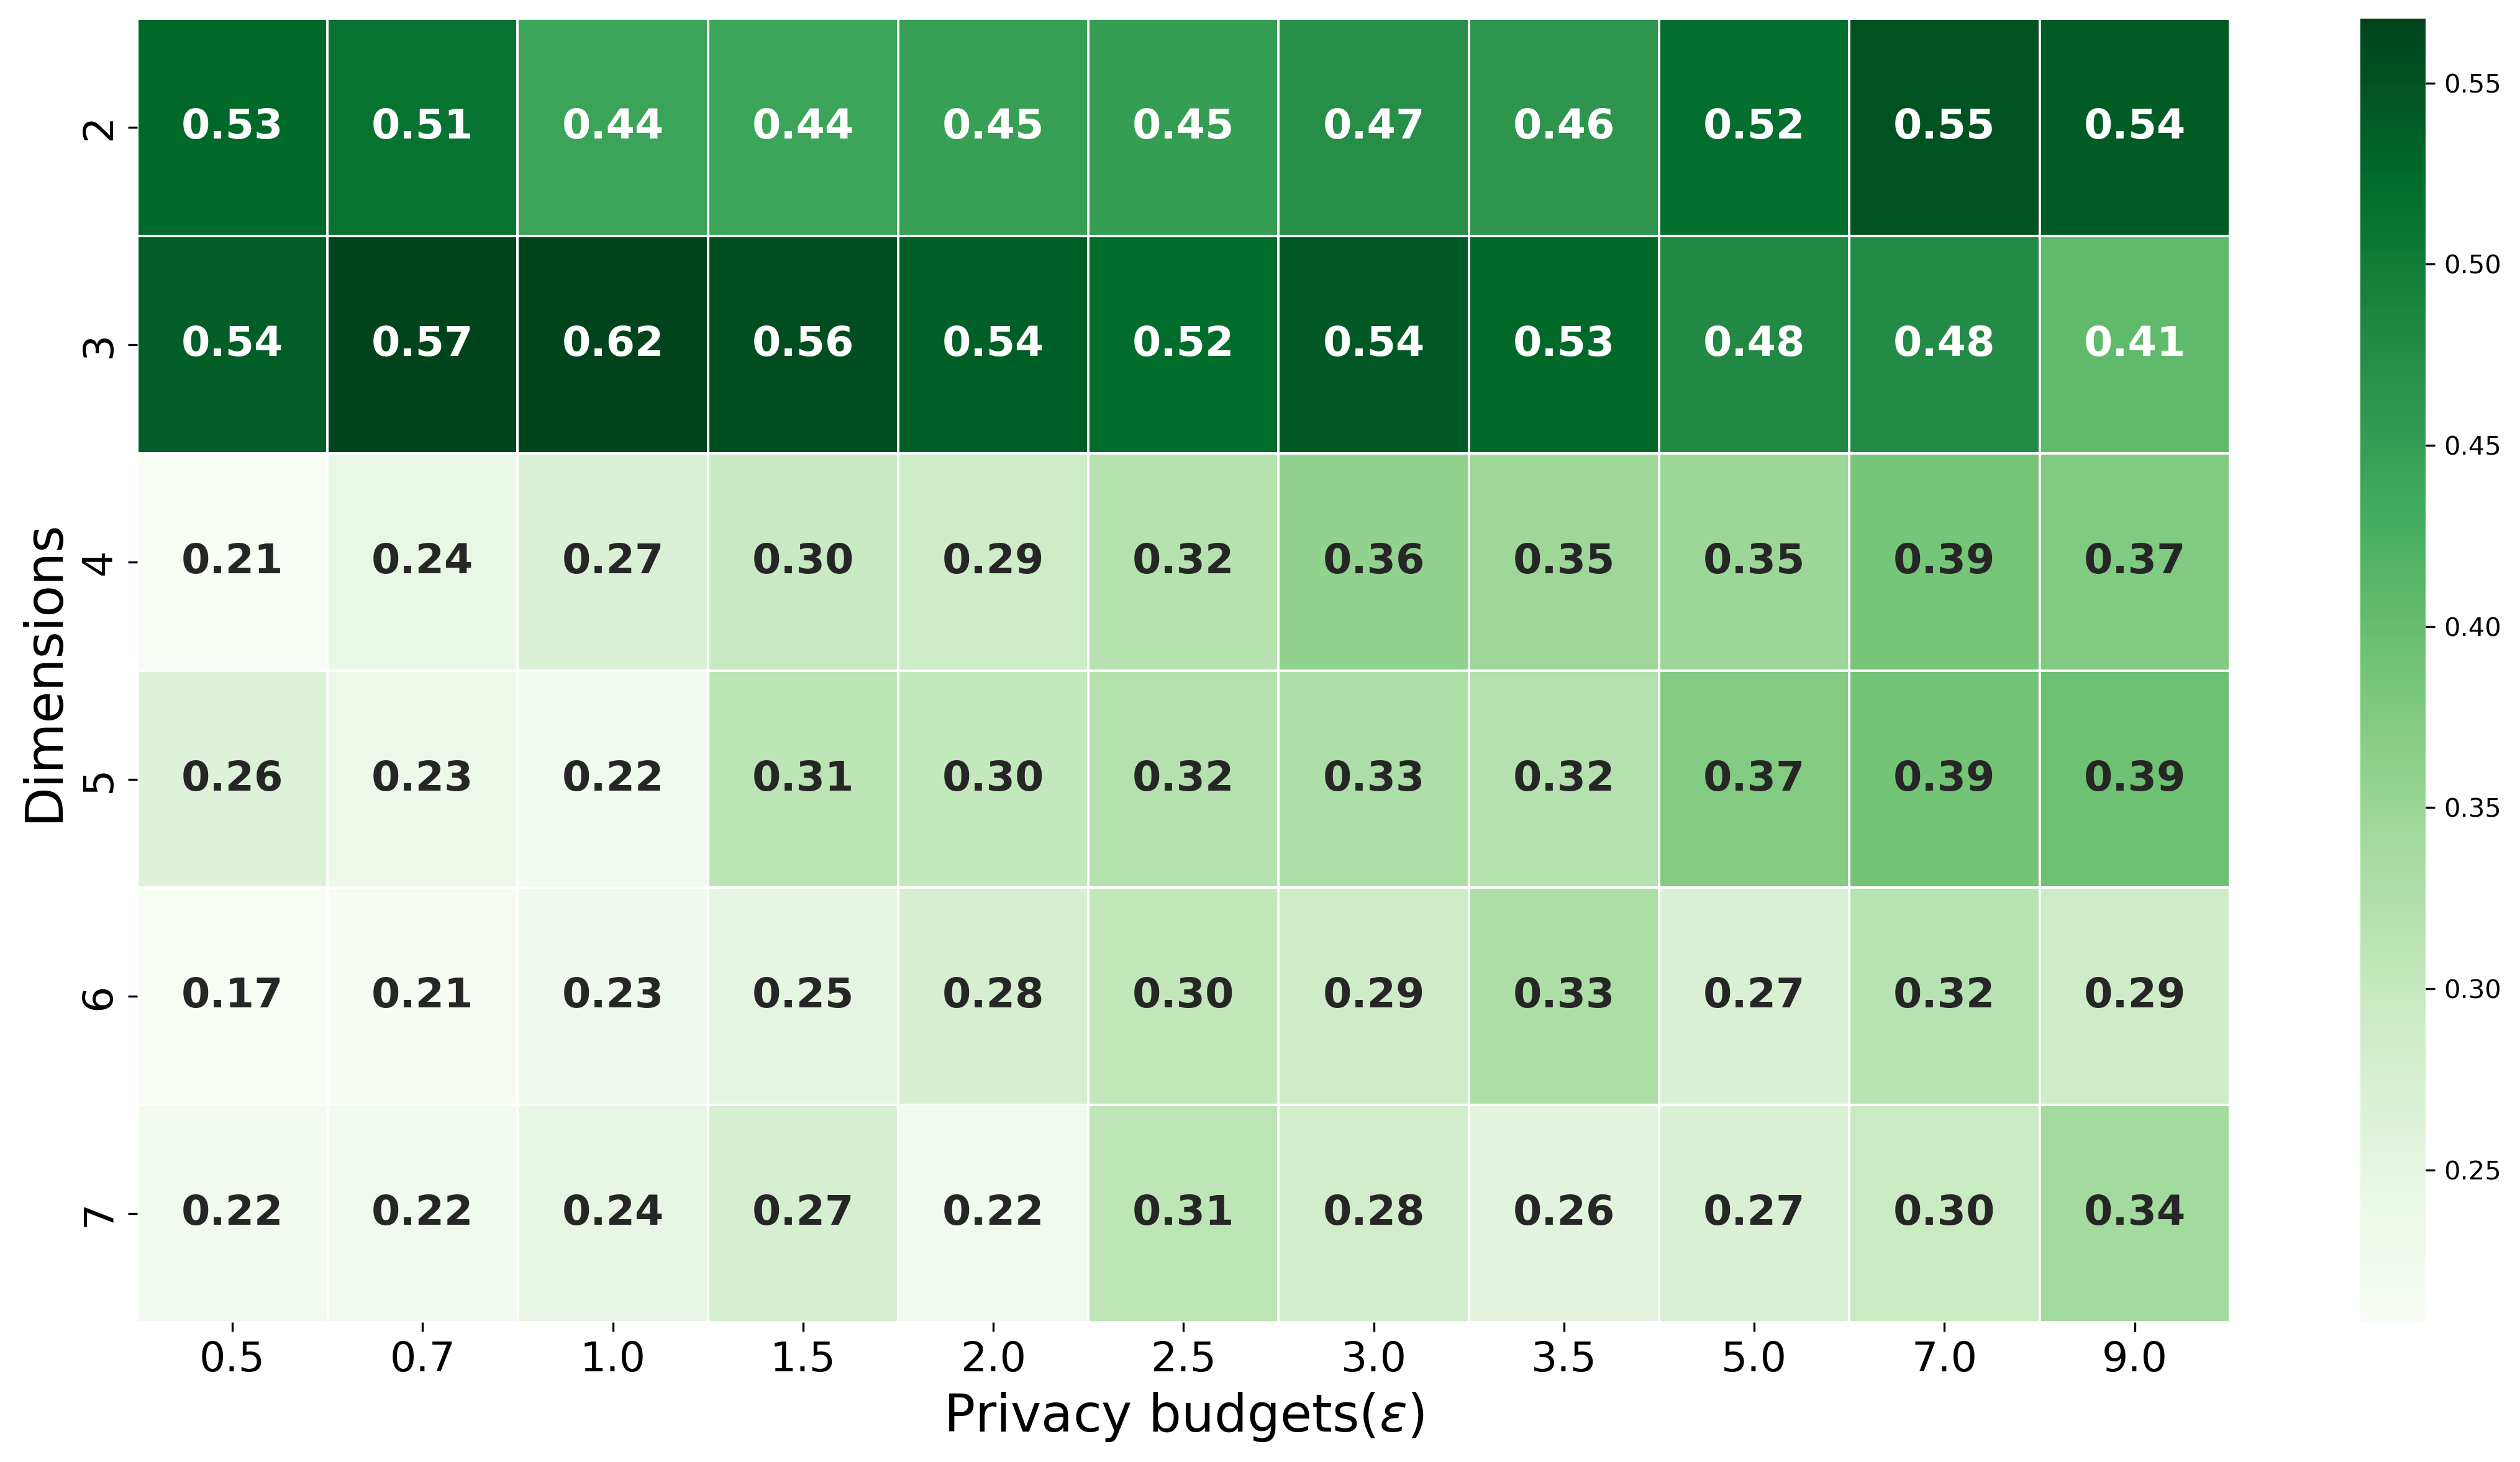 2 0.53 0.51 0.44 0.44 0.45 0.45 0.47 0.46 0.52 0.55 0.54
3 0.54 0.57 0.62 0.56 0.54 0.52 0.54 0.53 0.48 0.48 0.41
4 0.21 0.24 0.27 0.30 0.29 0.32 0.36 0.35 0.35 0.39 0.37
5 0.26 0.23 0.22 0.31 0.30 0.32 0.33 0.32 0.37 0.39 0.39
6 0.17 0.21 0.23 0.25 0.28 0.30 0.29 0.33 0.27 0.32 0.29
7 0.22 0.22 0.24 0.27 0.22 0.31 0.28 0.26 0.27 0.30 0.34
0.5 0.7 1.0 1.5 2.0 2.5 3.0 3.5 5.0 7.0 9.0
Privacy budgets(ε)
Dimensions
0.55
0.50
0.45
0.40
0.35
0.30
0.25